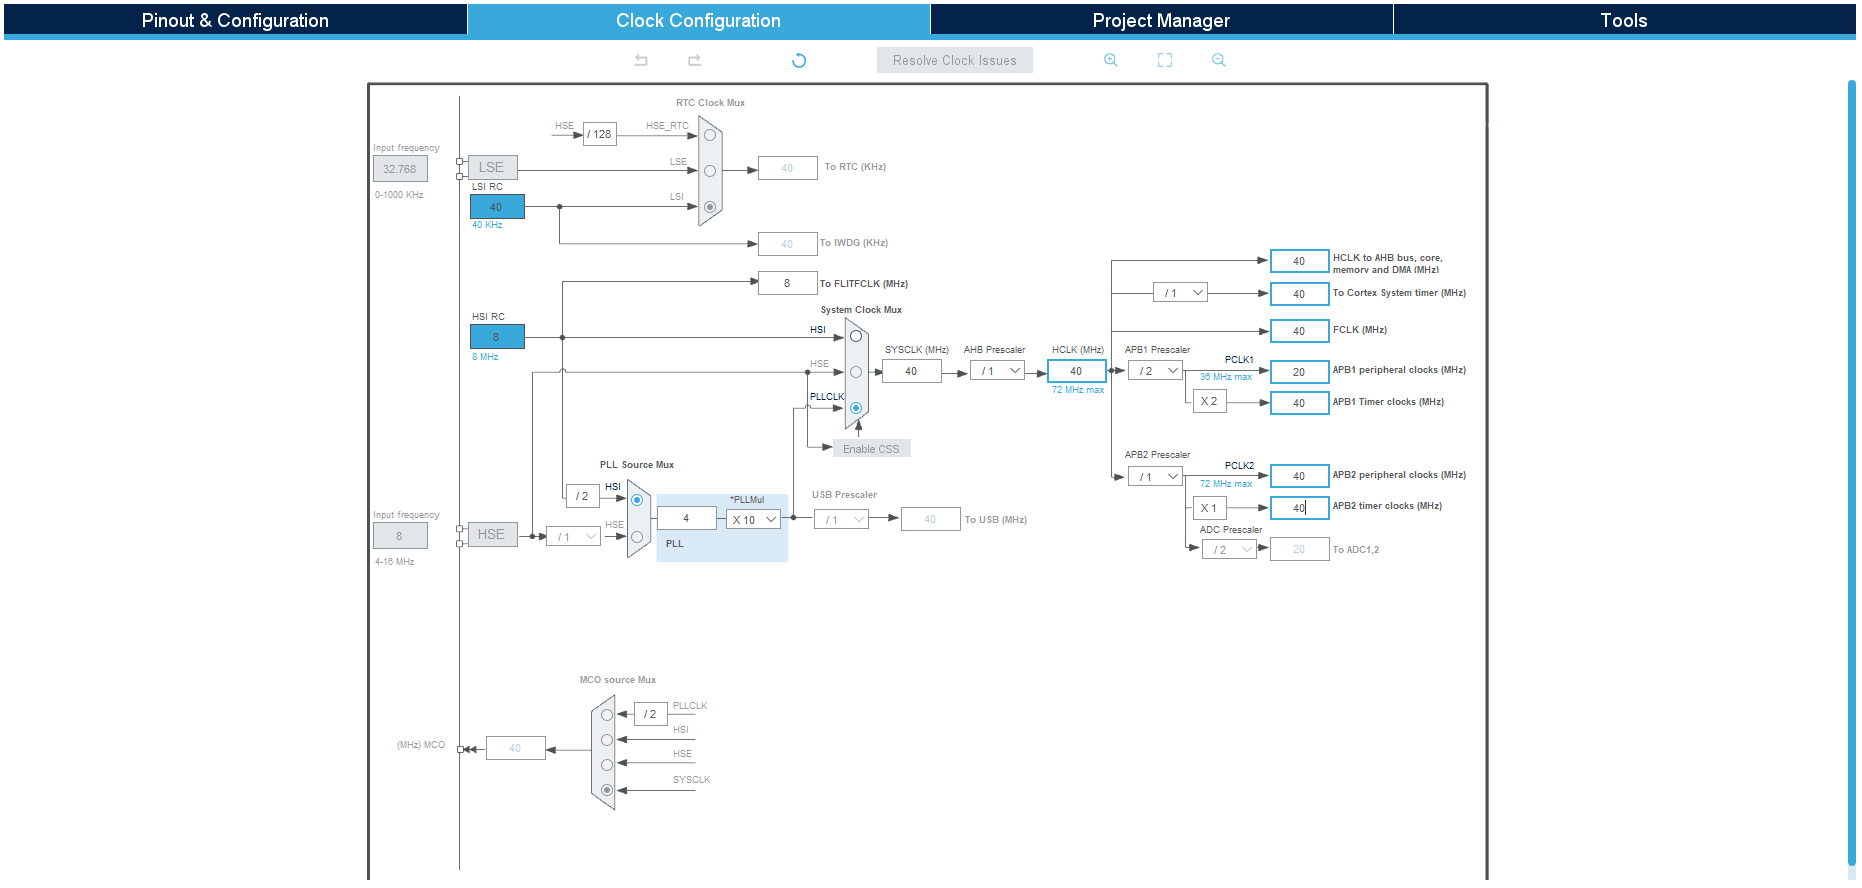 Pinout & Configuration
Clock Configuration
Project Manager
Tools
Resolve Clock Issues
RTC Clock Mux
HSE
/ 128
HSE_RTC
Input frequency
32.768
0-1000 KHz
LSE
LSE
40
To RTC (KHz)
LSI RC
40
40 KHz
LSI
40
To IWDG (KHz)
8
To FLITFCLK (MHz)
System Clock Mux
HSI RC
8
8 MHz
HSI
HSE
PLLCLK
Enable CSS
SYSCLK (MHz)
40
AHB Prescaler
/ 1
HCLK (MHz)
40
72 MHz max
40
HCLK to AHB bus, core,
memory and DMA (MHz)
/ 1
40
To Cortex System timer (MHz)
40
FCLK (MHz)
APB1 Prescaler
/ 2
PCLK1
36 MHz max
20
APB1 peripheral clocks (MHz)
X 2
40
APB1 Timer clocks (MHz)
APB2 Prescaler
/ 1
PCLK2
72 MHz max
40
APB2 peripheral clocks (MHz)
X 1
40
APB2 timer clocks (MHz)
ADC Prescaler
/ 2
20
To ADC1,2
PLL Source Mux
/ 2
HSI
Input frequency
8
4-16 MHz
HSE
/ 1
HSE
4
*PLLMul
X 10
PLL
USB Prescaler
/ 1
40
To USB (MHz)
MCO source Mux
/ 2
PLLCLK
HSI
HSE
SYSCLK
(MHz) MCO
40